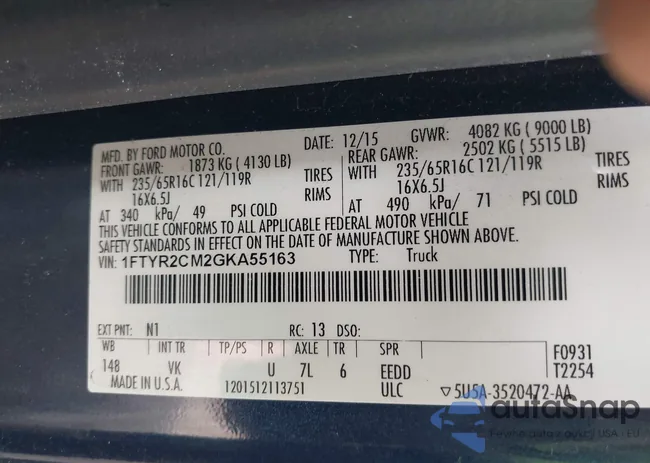 MFD. BY FORD MOTOR CO. DATE: 12/15 GVWR: 4082 KG ( 9000 LB)
FRONT GAWR: 1873 KG ( 4130 LB) REAR GAWR: 2502 KG ( 5515 LB)
WITH 235/65R16C 121/119R TIRES WITH 235/65R16C 121/119R TIRES
16X6.5J RIMS 16X6.5J RIMS
AT 340 kPa/ 49 PSI COLD AT 490 kPa/ 71 PSI COLD
THIS VEHICLE CONFORMS TO ALL APPLICABLE FEDERAL MOTOR VEHICLE
SAFETY STANDARDS IN EFFECT ON THE DATE OF MANUFACTURE SHOWN ABOVE.
VIN: 1FTYR2CM2GKA55163 TYPE: Truck
EXT PNT: N1 RC: 13 DSO:
WB INT TR TP/PS R AXLE TR SPR F0931
148 VK U 7L 6 EEDD T2254
MADE IN U.S.A. 1201512113751 ULC ▽5U5A-3520472-AA
autoSnap